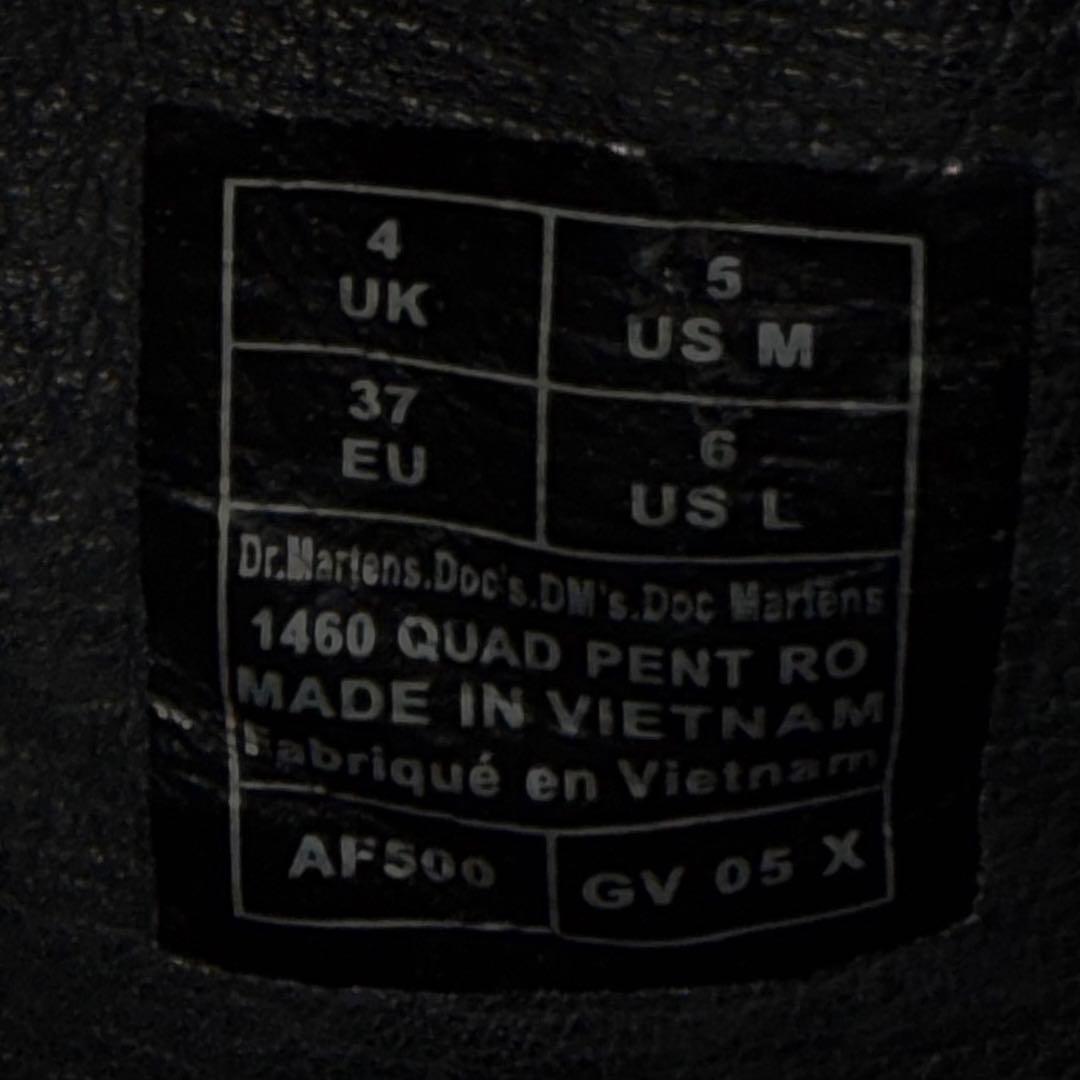 4
UK
5
US M
37
EU
6
US L
Dr.Martens.Doc's.DM's.Doc Martens
1460 QUAD PENT RO
MADE IN VIETNAM
Fabriqué en Vietnam
AF500
GV 05 X